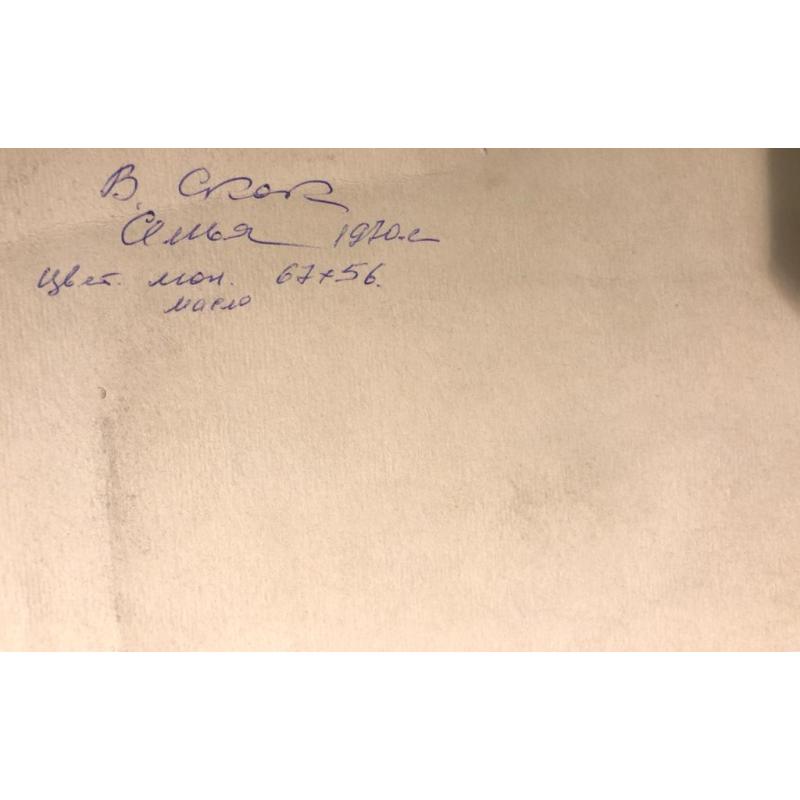 В. Скок
Семья 1970-е
цвет. мон. 67×56.
масло